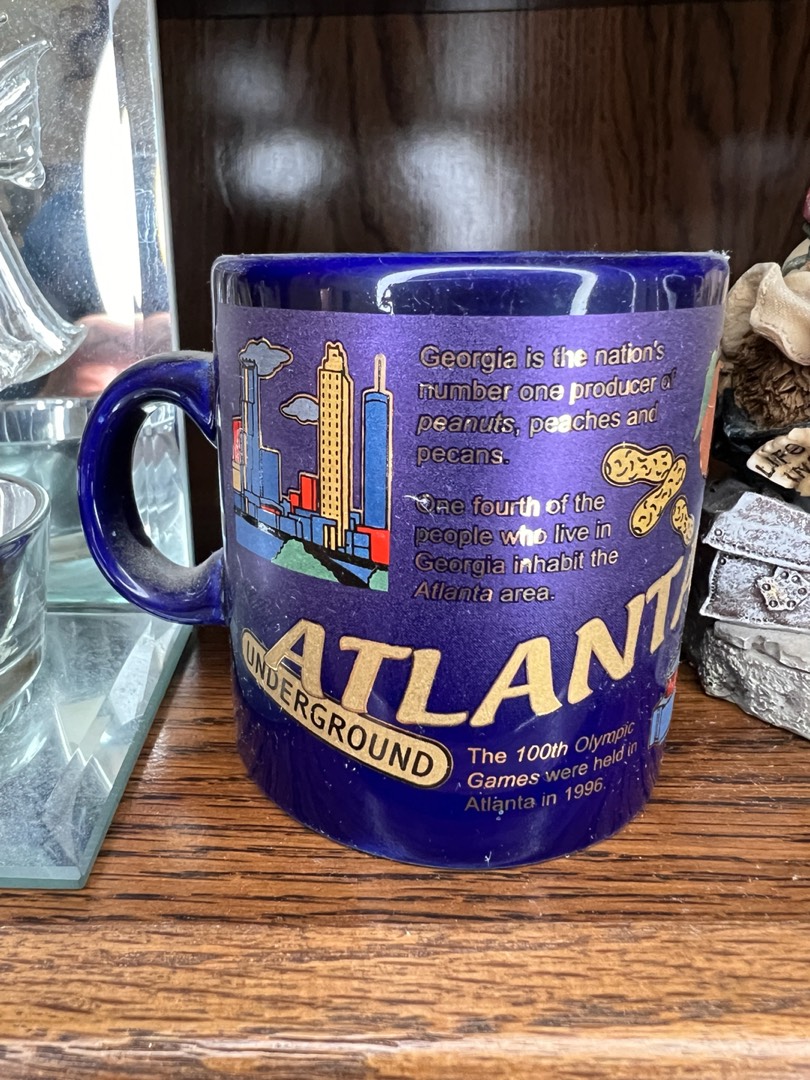 Georgia is the nation's
number one producer of
peanuts, peaches and
pecans.
One fourth of the
people who live in
Georgia inhabit the
Atlanta area.
ATLANTA
UNDERGROUND
The 100th Olympic
Games were held in
Atlanta in 1996.